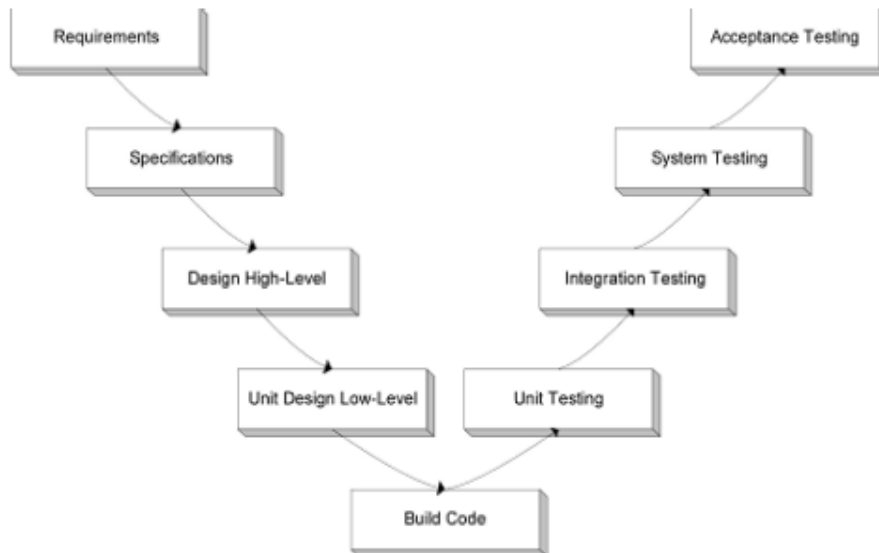 Requirements
Acceptance Testing
Specifications
System Testing
Design High-Level
Integration Testing
Unit Design Low-Level
Unit Testing
Build Code